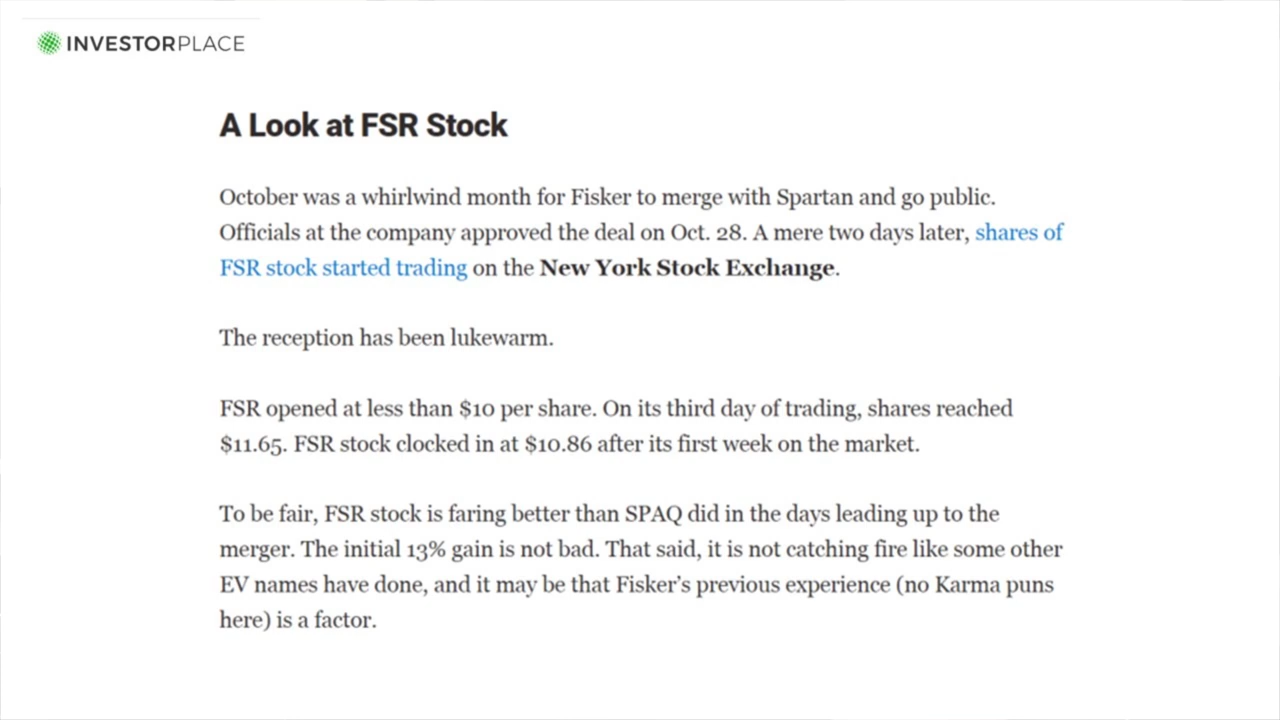 INVESTORPLACE
A Look at FSR Stock
October was a whirlwind month for Fisker to merge with Spartan and go public.
Officials at the company approved the deal on Oct. 28. A mere two days later, shares of
FSR stock started trading on the New York Stock Exchange.
The reception has been lukewarm.
FSR opened at less than $10 per share. On its third day of trading, shares reached
$11.65. FSR stock clocked in at $10.86 after its first week on the market.
To be fair, FSR stock is faring better than SPAQ did in the days leading up to the
merger. The initial 13% gain is not bad. That said, it is not catching fire like some other
EV names have done, and it may be that Fisker’s previous experience (no Karma puns
here) is a factor.